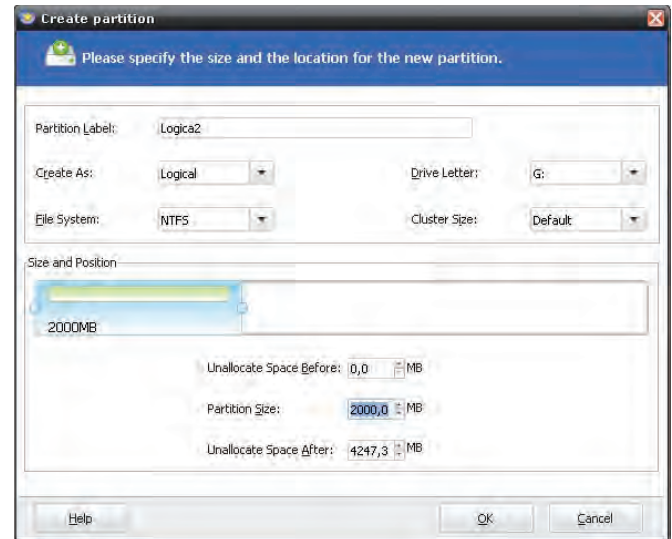 Create partition
Please specify the size and the location for the new partition.
Partition Label: Logica2
Create As: Logical Drive Letter: G:
File System: NTFS Cluster Size: Default
Size and Position
2000MB
Unallocate Space Before: 0,0 MB
Partition Size: 2000,0 MB
Unallocate Space After: 4247,3 MB
Help OK Cancel